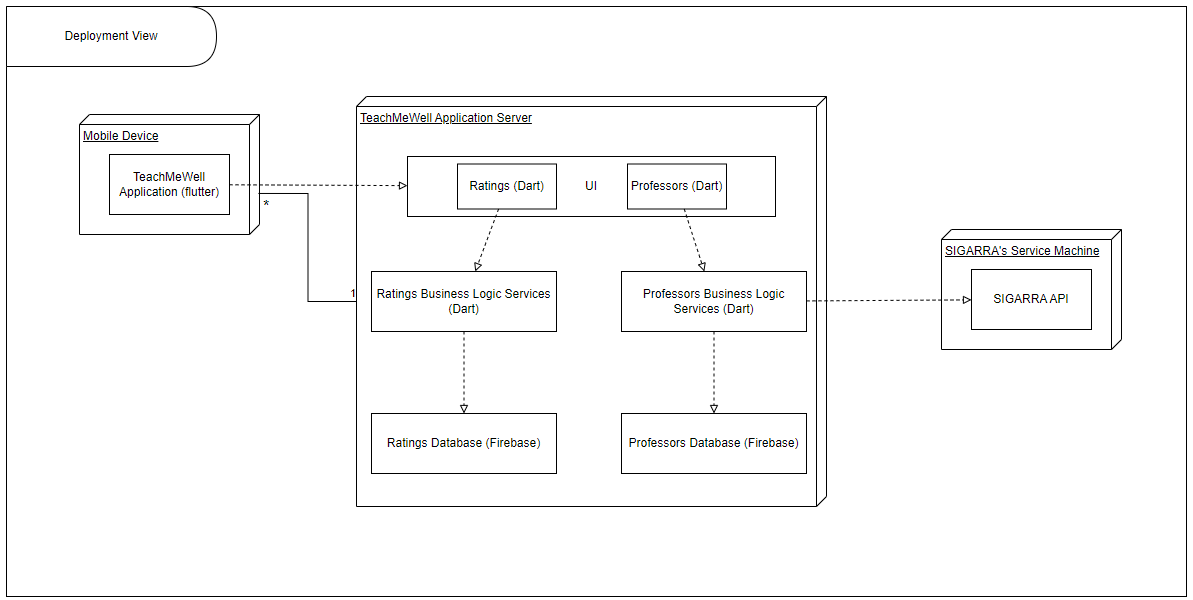 Deployment View
Mobile Device
TeachMeWell
Application (flutter)
*
1
TeachMeWell Application Server
Ratings (Dart)
UI
Professors (Dart)
Ratings Business Logic Services
(Dart)
Professors Business Logic
Services (Dart)
Ratings Database (Firebase)
Professors Database (Firebase)
SIGARRA's Service Machine
SIGARRA API